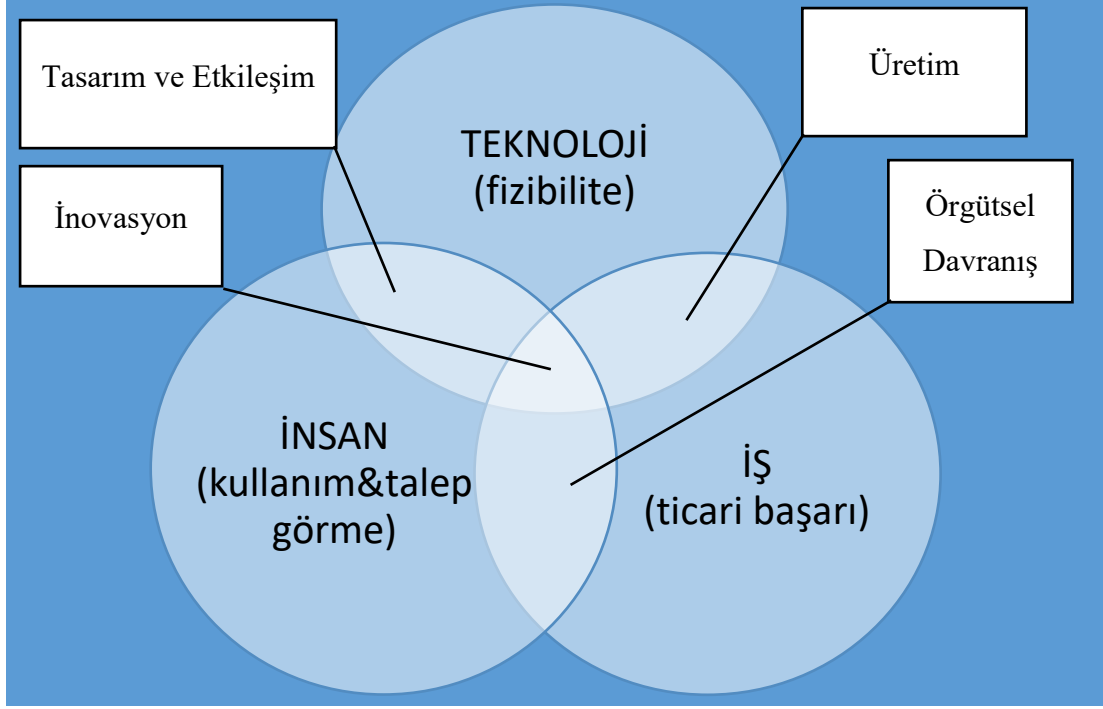 Tasarım ve Etkileşim
Üretim
TEKNOLOJİ
(fizibilite)
İnovasyon
Örgütsel
Davranış
İNSAN
(kullanım&talep
görme)
İŞ
(ticari başarı)